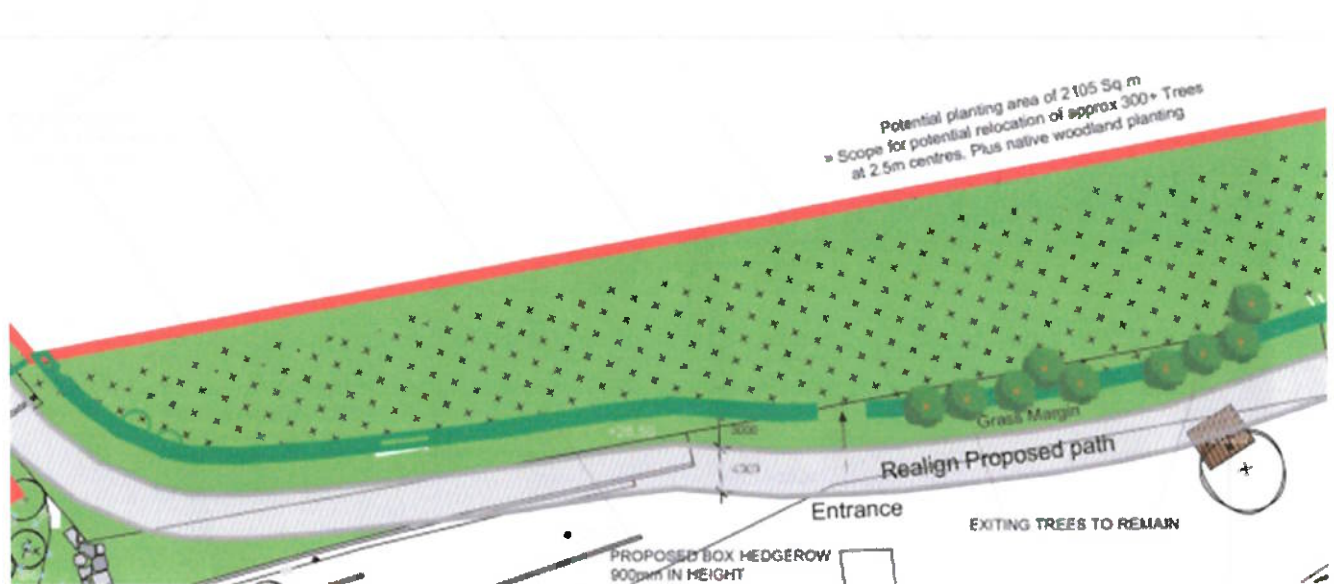 Potential planting area of 2105 Sq m
» Scope for potential relocation of approx 300+ Trees
at 2.5m centres. Plus native woodland planting
3000
Grass Margin
Realign Proposed path
Entrance
EXITING TREES TO REMAIN
PROPOSED BOX HEDGEROW
900mm IN HEIGHT